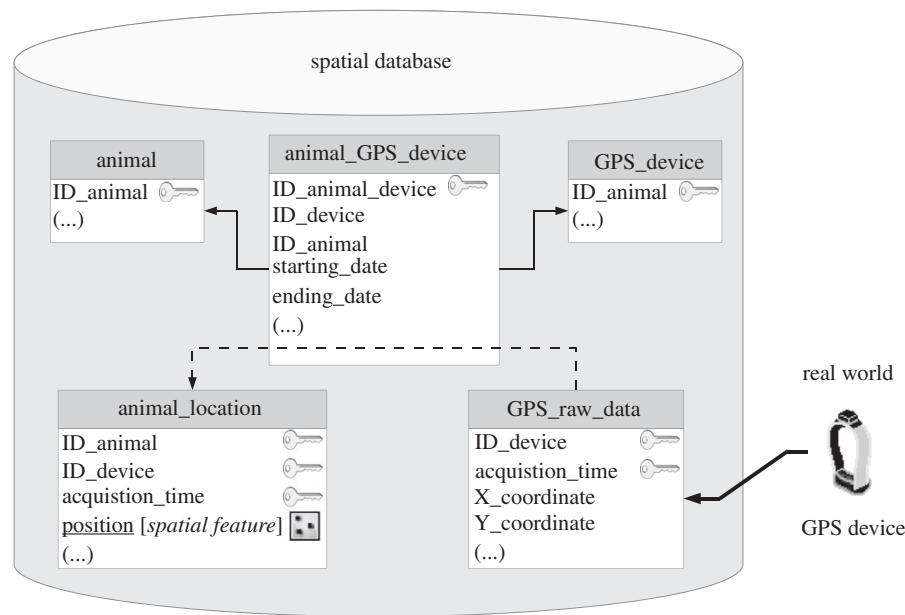 spatial database
animal
ID_animal
(...)
animal_GPS_device
ID_animal_device
ID_device
ID_animal
starting_date
ending_date
(...)
GPS_device
ID_animal
(...)
animal_location
ID_animal
ID_device
acquistion_time
position [spatial feature]
(...)
GPS_raw_data
ID_device
acquistion_time
X_coordinate
Y_coordinate
(...)
real world
GPS device